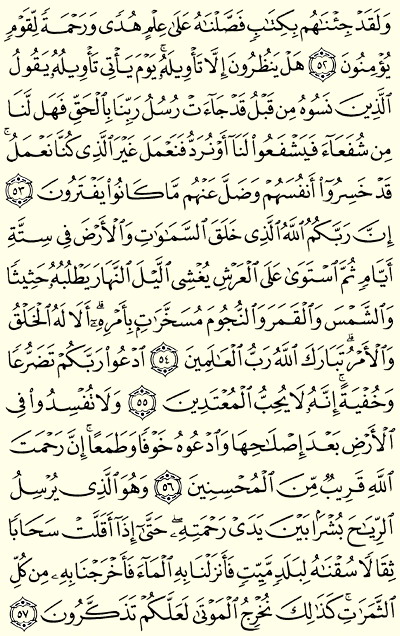 وَلَقَدْ جِئْنَٰهُم بِكِتَٰبٍ فَصَّلْنَٰهُ عَلَىٰ عِلْمٍ هُدًى وَرَحْمَةً لِّقَوْمٍ
يُؤْمِنُونَ ٥٢ هَلْ يَنظُرُونَ إِلَّا تَأْوِيلَهُۥ ۚ يَوْمَ يَأْتِى تَأْوِيلُهُۥ يَقُولُ
ٱلَّذِينَ نَسُوهُ مِن قَبْلُ قَدْ جَآءَتْ رُسُلُ رَبِّنَا بِٱلْحَقِّ فَهَل لَّنَا
مِن شُفَعَآءَ فَيَشْفَعُوا۟ لَنَآ أَوْ نُرَدُّ فَنَعْمَلَ غَيْرَ ٱلَّذِى كُنَّا نَعْمَلُ ۚ
قَدْ خَسِرُوٓا۟ أَنفُسَهُمْ وَضَلَّ عَنْهُم مَّا كَانُوا۟ يَفْتَرُونَ ٥٣
إِنَّ رَبَّكُمُ ٱللَّهُ ٱلَّذِى خَلَقَ ٱلسَّمَٰوَٰتِ وَٱلْأَرْضَ فِى سِتَّةِ
أَيَّامٍ ثُمَّ ٱسْتَوَىٰ عَلَى ٱلْعَرْشِ يُغْشِى ٱلَّيْلَ ٱلنَّهَارَ يَطْلُبُهُۥ حَثِيثًا
وَٱلشَّمْسَ وَٱلْقَمَرَ وَٱلنُّجُومَ مُسَخَّرَٰتٍۭ بِأَمْرِهِۦٓ ۗ أَلَا لَهُ ٱلْخَلْقُ
وَٱلْأَمْرُ ۗ تَبَارَكَ ٱللَّهُ رَبُّ ٱلْعَٰلَمِينَ ٥٤ ٱدْعُوا۟ رَبَّكُمْ تَضَرُّعًا
وَخُفْيَةً ۚ إِنَّهُۥ لَا يُحِبُّ ٱلْمُعْتَدِينَ ٥٥ وَلَا تُفْسِدُوا۟ فِى
ٱلْأَرْضِ بَعْدَ إِصْلَٰحِهَا وَٱدْعُوهُ خَوْفًا وَطَمَعًا ۚ إِنَّ رَحْمَتَ
ٱللَّهِ قَرِيبٌ مِّنَ ٱلْمُحْسِنِينَ ٥٦ وَهُوَ ٱلَّذِى يُرْسِلُ
ٱلرِّيَٰحَ بُشْرًۢا بَيْنَ يَدَىْ رَحْمَتِهِۦ ۖ حَتَّىٰٓ إِذَآ أَقَلَّتْ سَحَابًا
ثِقَالًا سُقْنَٰهُ لِبَلَدٍ مَّيِّتٍ فَأَنزَلْنَا بِهِ ٱلْمَآءَ فَأَخْرَجْنَا بِهِۦ مِن كُلِّ
ٱلثَّمَرَٰتِ ۚ كَذَٰلِكَ نُخْرِجُ ٱلْمَوْتَىٰ لَعَلَّكُمْ تَذَكَّرُونَ ٥٧